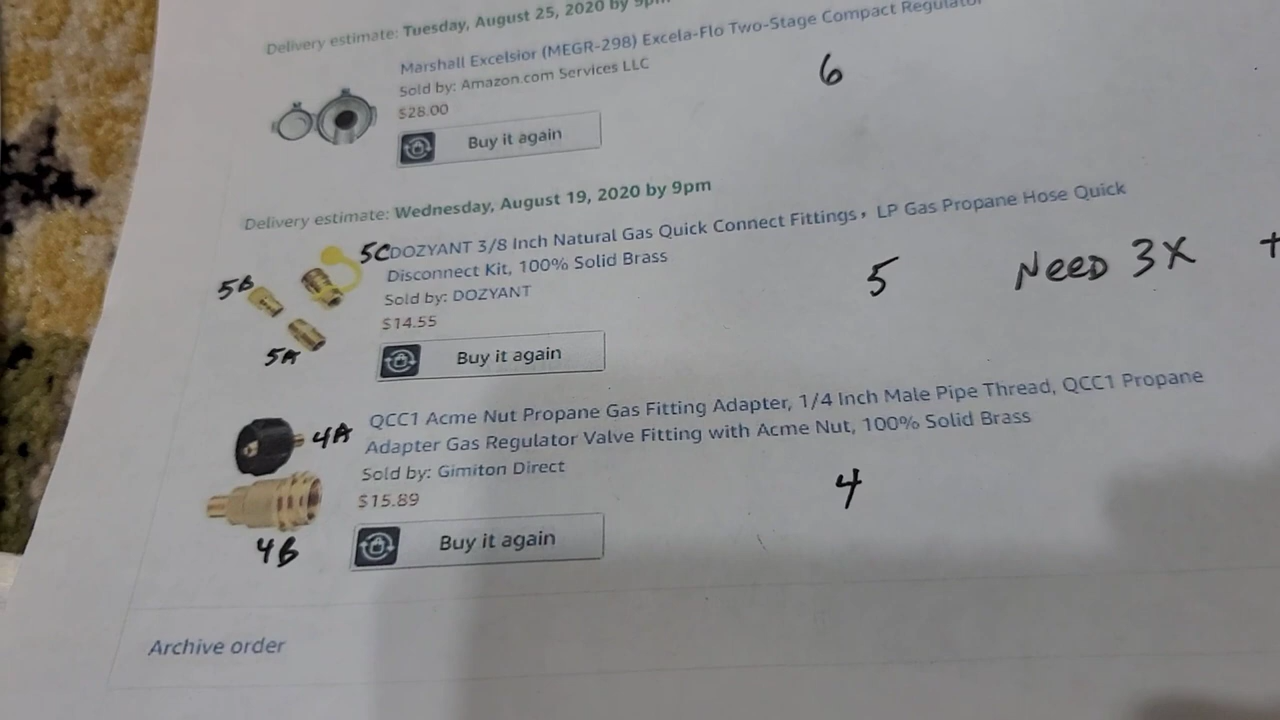 Delivery estimate: Tuesday, August 25, 2020 by 9pm
Marshall Excelsior (MEGR-298) Excela-Flo Two-Stage Compact Regulator
Sold by: Amazon.com Services LLC
6
$28.00
Buy it again
Delivery estimate: Wednesday, August 19, 2020 by 9pm
5C DOZYANT 3/8 Inch Natural Gas Quick Connect Fittings, LP Gas Propane Hose Quick
Disconnect Kit, 100% Solid Brass
5B
Sold by: DOZYANT
5 NEED 3X +
$14.55
5A
Buy it again
4A QCC1 Acme Nut Propane Gas Fitting Adapter, 1/4 Inch Male Pipe Thread, QCC1 Propane
Adapter Gas Regulator Valve Fitting with Acme Nut, 100% Solid Brass
Sold by: Gimiton Direct
4
$15.89
4B
Buy it again
Archive order